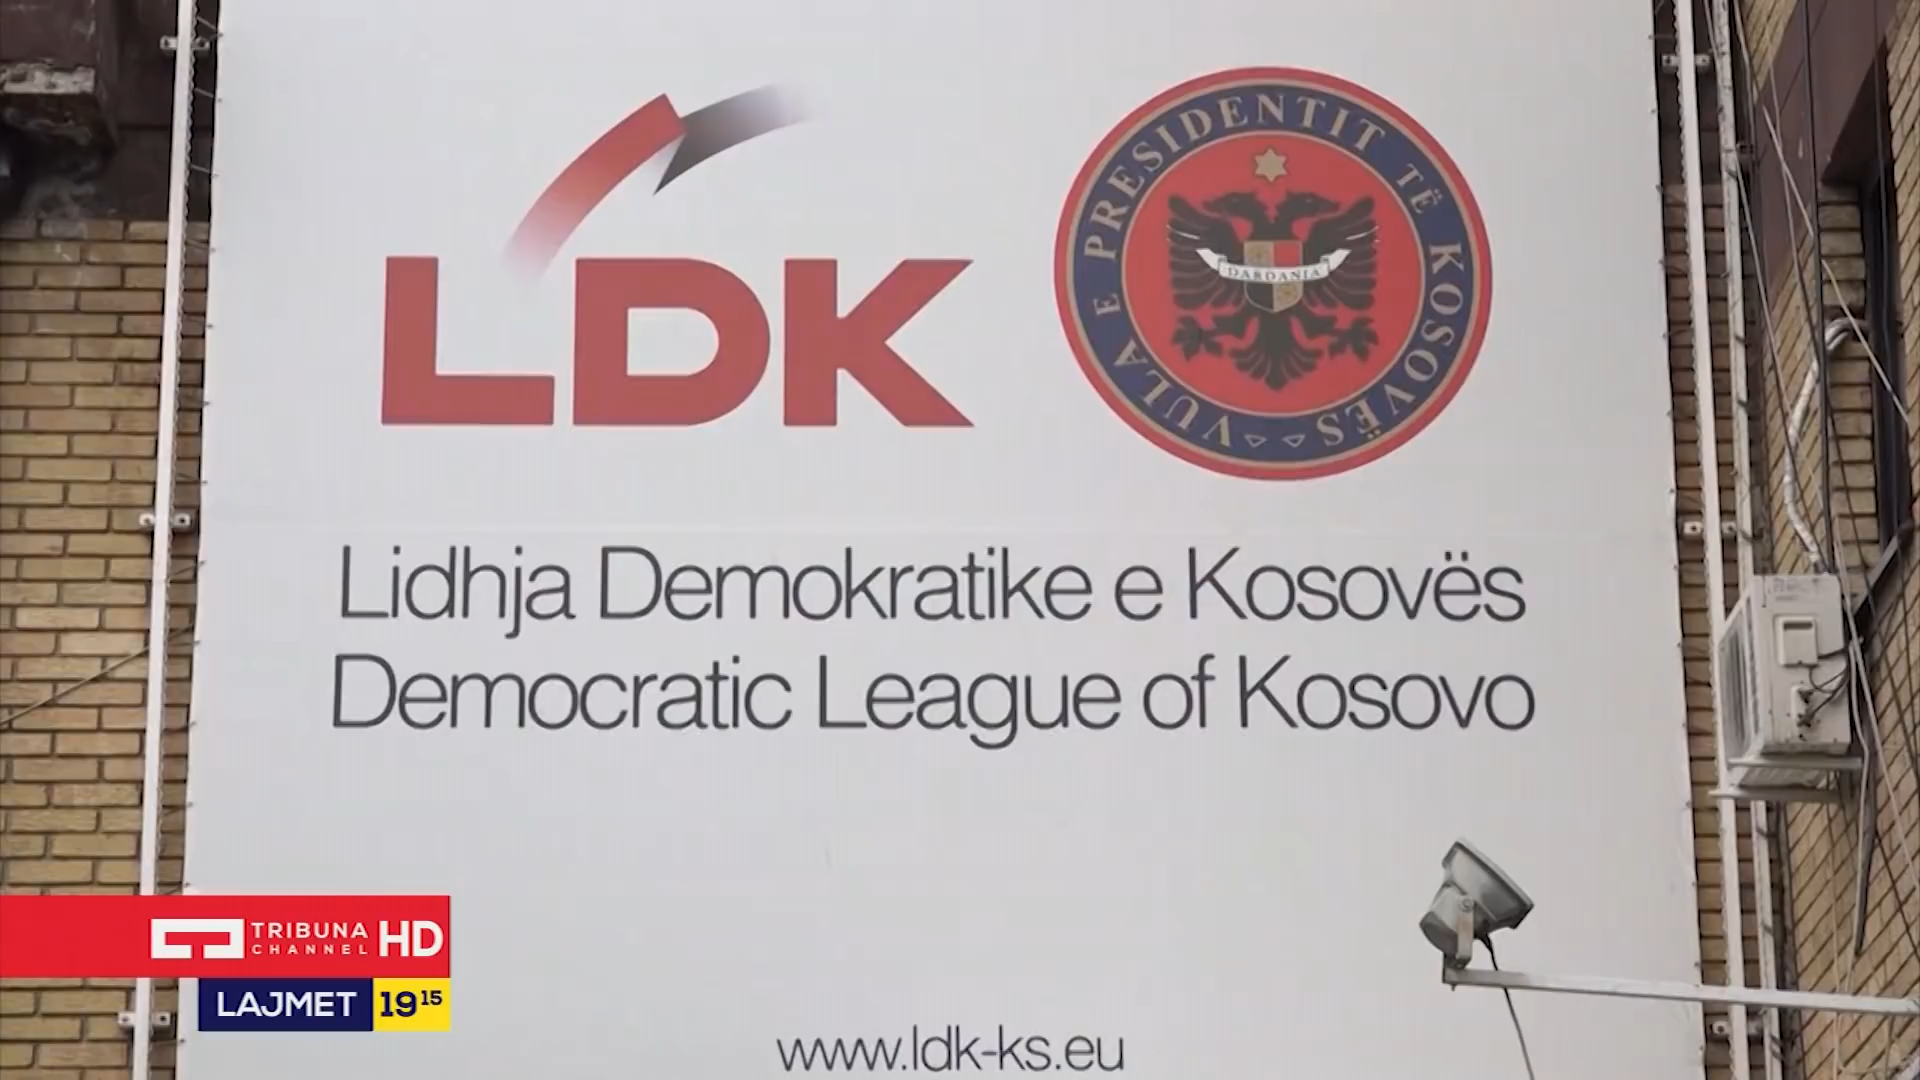 LDK
VULA E PRESIDENTIT TË KOSOVËS
DARDANIA
Lidhja Demokratike e Kosovës
Democratic League of Kosovo
www.ldk-ks.eu
TRIBUNA
CHANNEL
HD
LAJMET 19 15